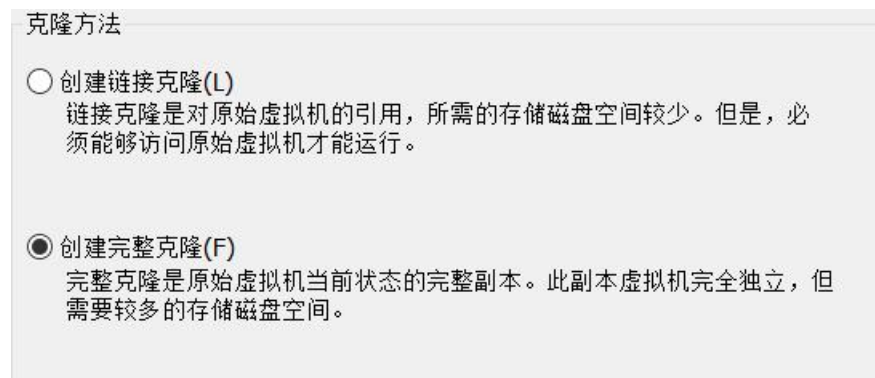 克隆方法
创建链接克隆(L)
链接克隆是对原始虚拟机的引用，所需的存储磁盘空间较少。但是，必
须能够访问原始虚拟机才能运行。
创建完整克隆(F)
完整克隆是原始虚拟机当前状态的完整副本。此副本虚拟机完全独立，但
需要较多的存储磁盘空间。